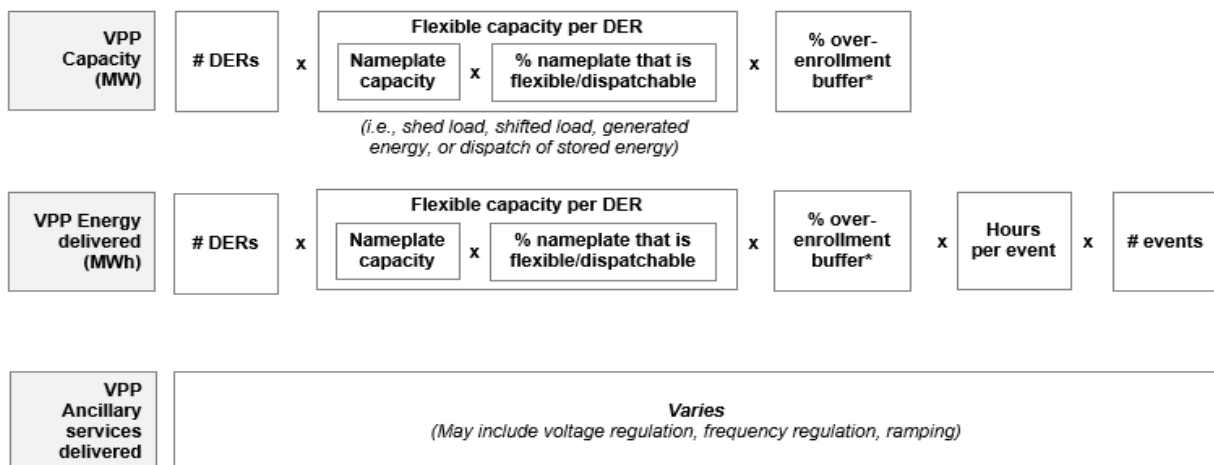 VPP
Capacity
(MW)
# DERs
x
Flexible capacity per DER
Nameplate
capacity
x
% nameplate that is
flexible/dispatchable
x
% over-
enrollment
buffer*
(i.e., shed load, shifted load, generated
energy, or dispatch of stored energy)
VPP Energy
delivered
(MWh)
# DERs
x
Flexible capacity per DER
Nameplate
capacity
x
% nameplate that is
flexible/dispatchable
x
% over-
enrollment
buffer*
x
Hours
per event
x
# events
VPP
Ancillary
services
delivered
Varies
(May include voltage regulation, frequency regulation, ramping)